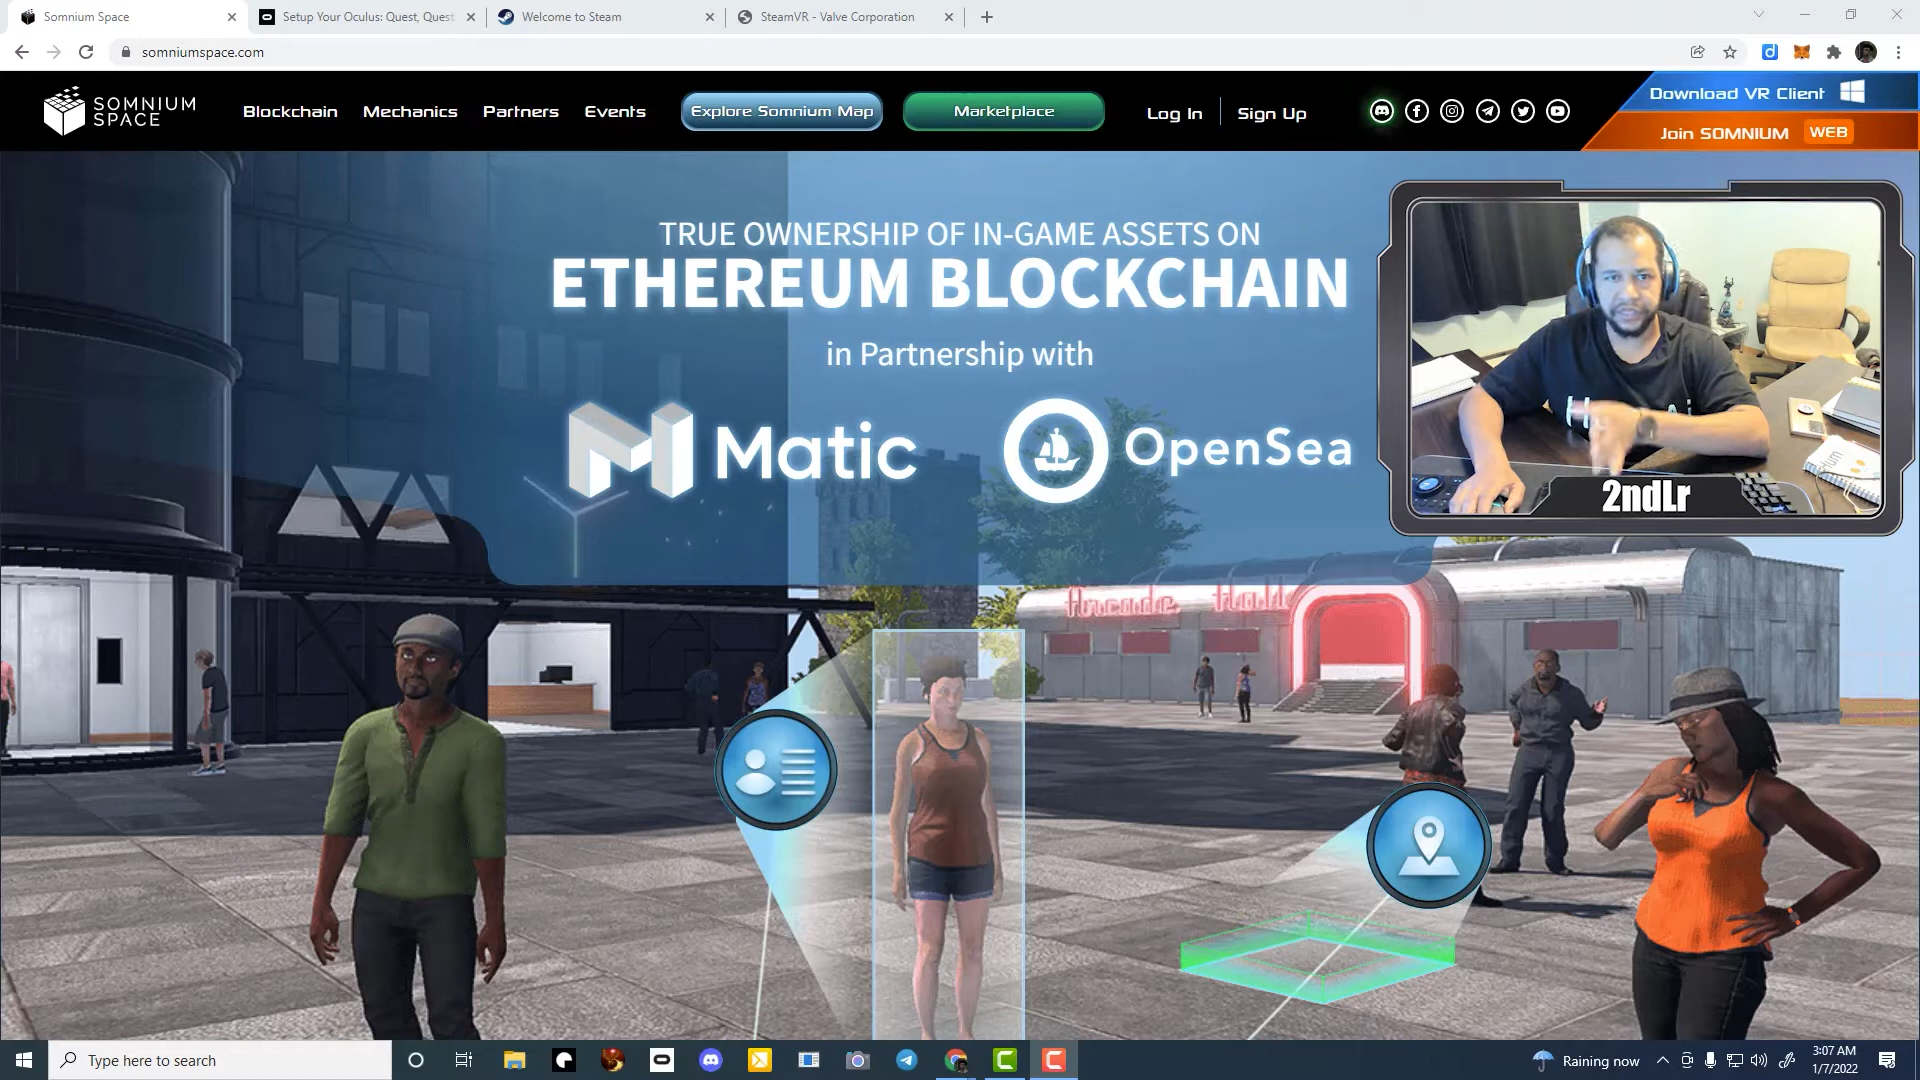 Somnium Space
Setup Your Oculus: Quest, Quest
Welcome to Steam
SteamVR - Valve Corporation
somniumspace.com
SOMNIUM
SPACE
Blockchain
Mechanics
Partners
Events
Explore Somnium Map
Marketplace
Log In
Sign Up
Download VR Client
Join SOMNIUM WEB
TRUE OWNERSHIP OF IN-GAME ASSETS ON
ETHEREUM BLOCKCHAIN
in Partnership with
Matic
OpenSea
2ndLr
Arcade Hall
Type here to search
Raining now
3:07 AM
1/7/2022